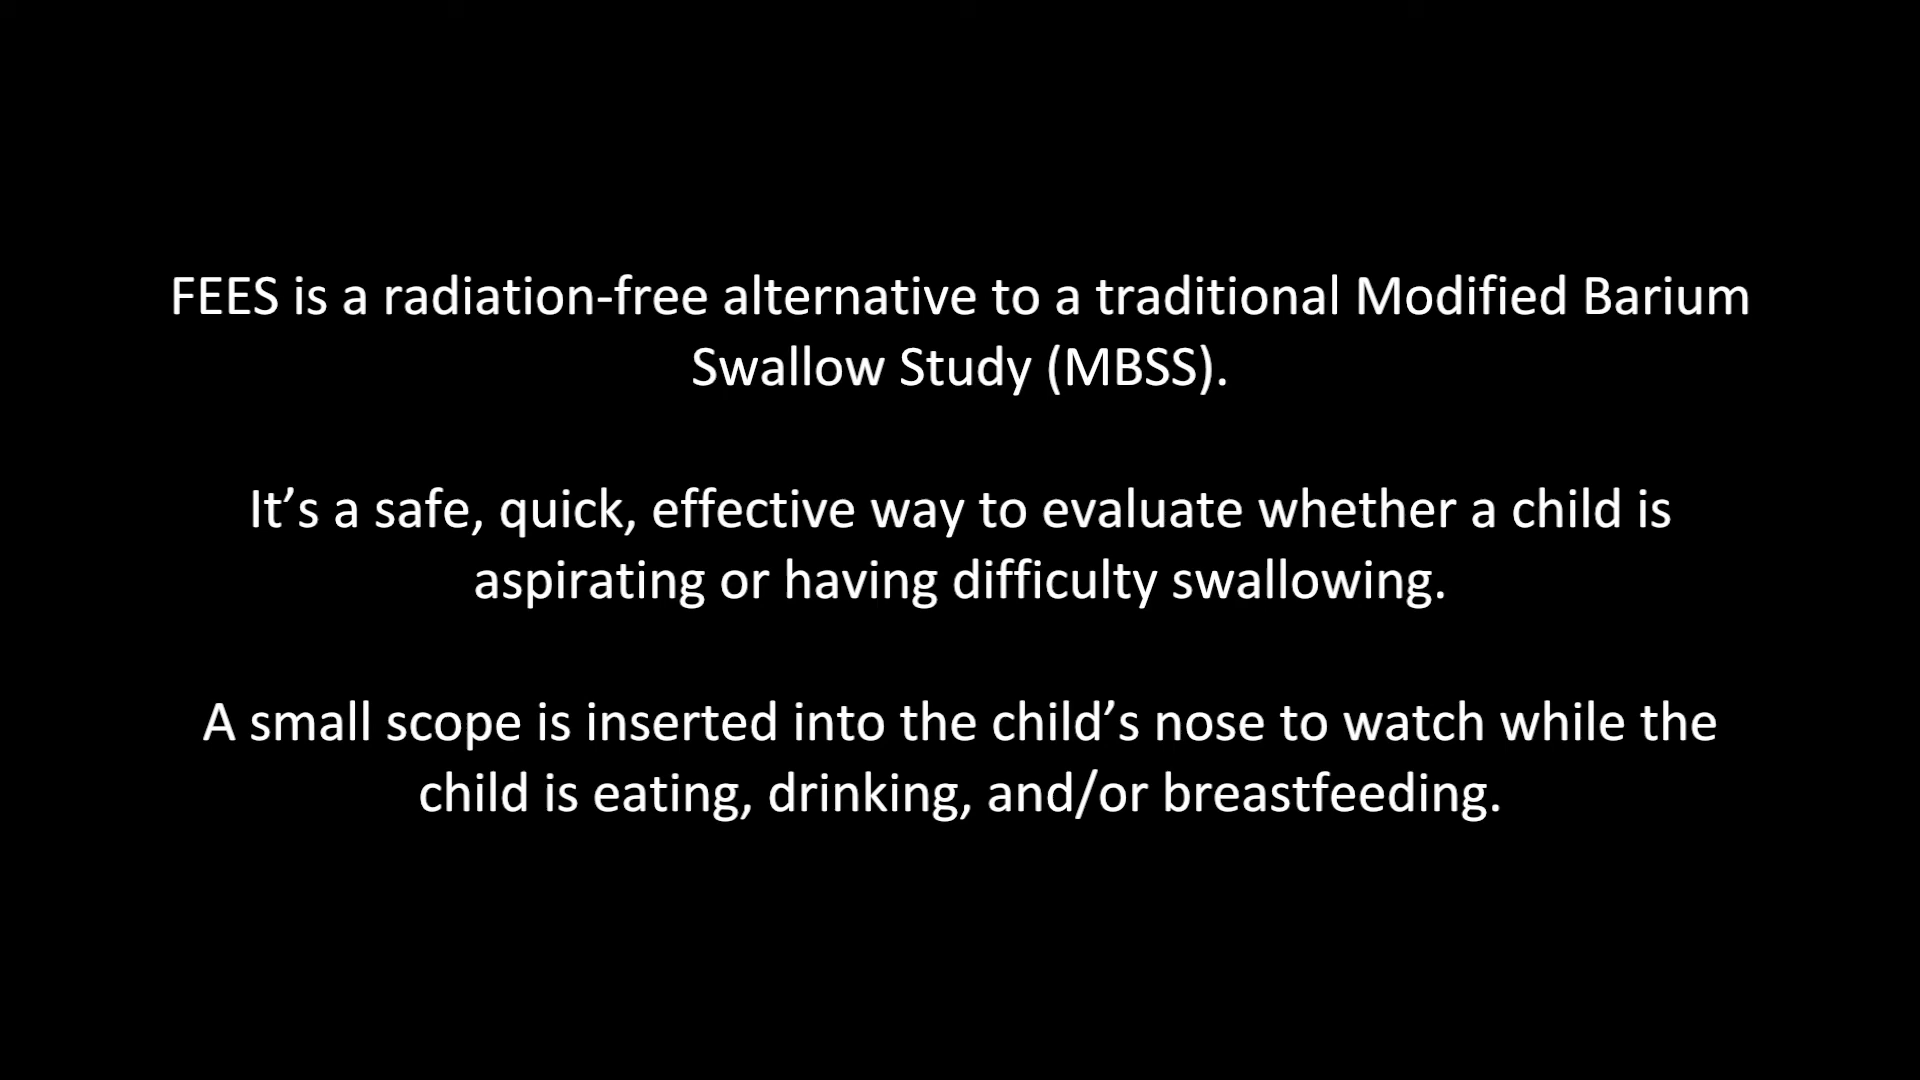 FEES is a radiation-free alternative to a traditional Modified Barium
Swallow Study (MBSS).
It’s a safe, quick, effective way to evaluate whether a child is
aspirating or having difficulty swallowing.
A small scope is inserted into the child’s nose to watch while the
child is eating, drinking, and/or breastfeeding.